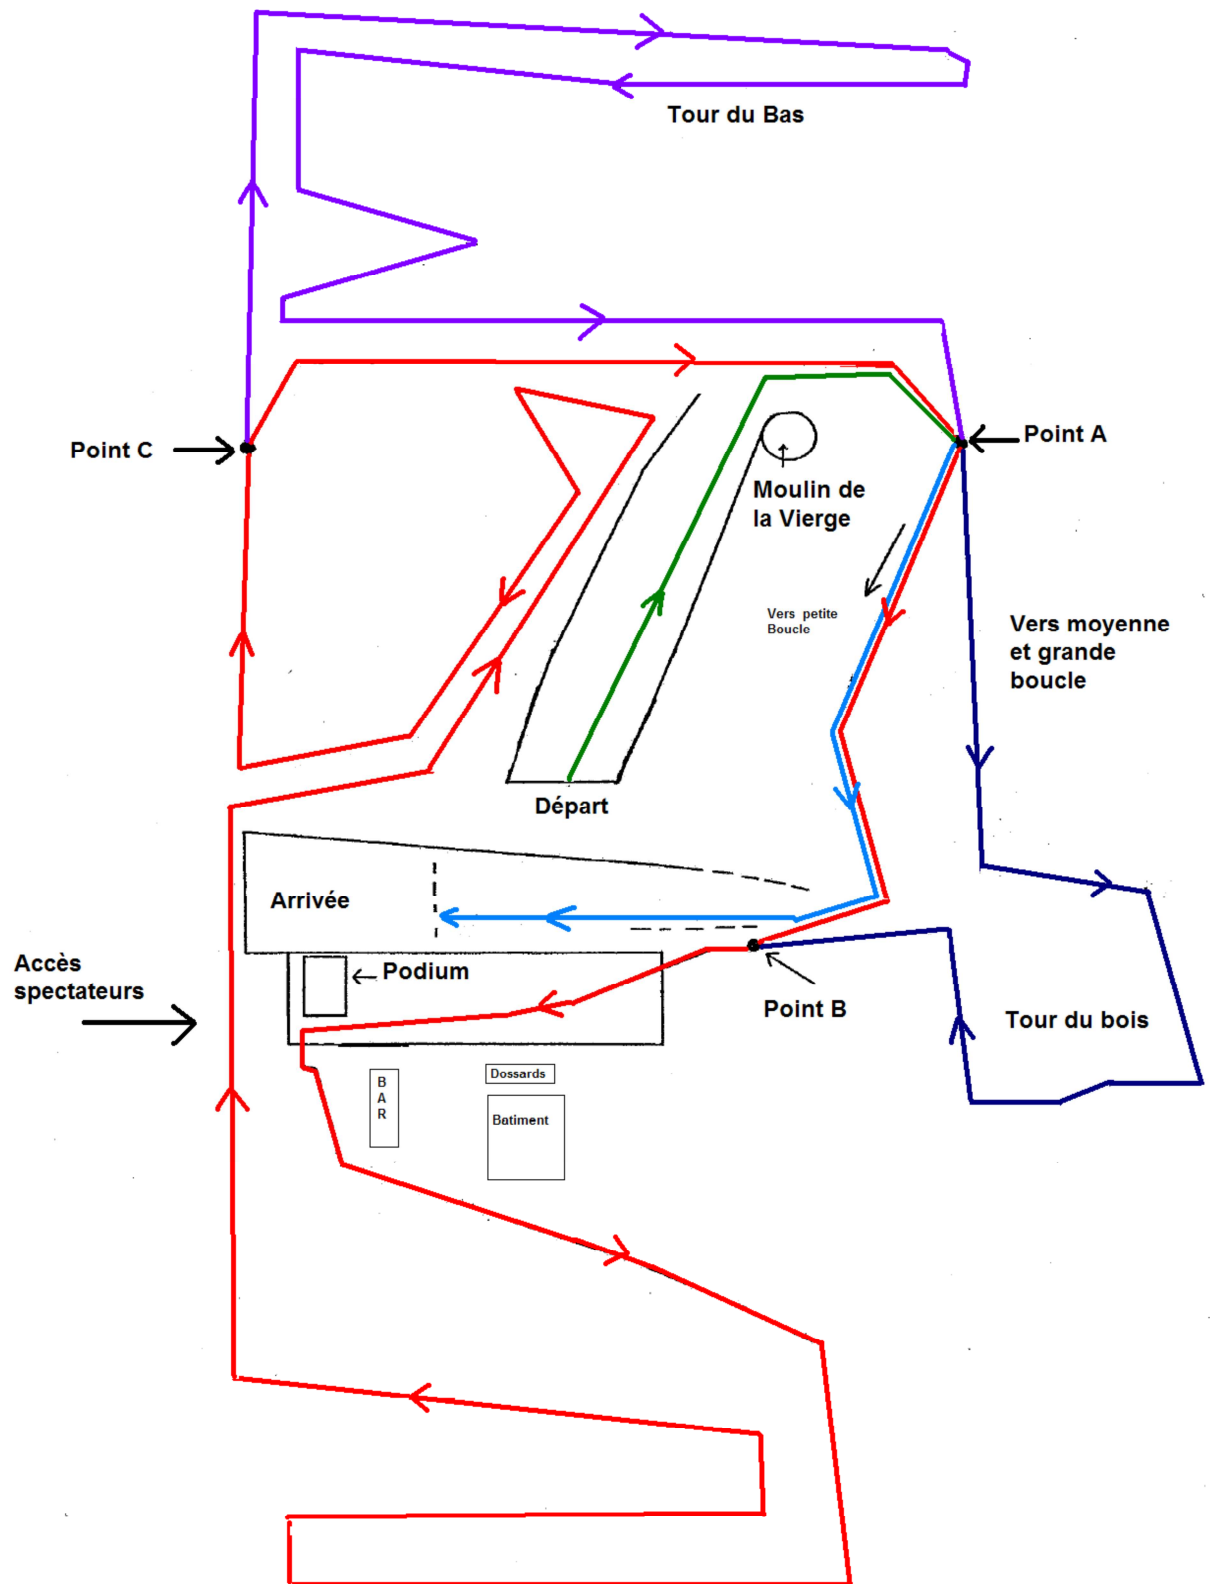 Tour du Bas
Point C
Point A
Moulin de
la Vierge
Vers petite
Boucle
Vers moyenne
et grande
boucle
Départ
Arrivée
Accès
spectateurs
Podium
Point B
Tour du bois
B
A
R
Dossards
Batiment